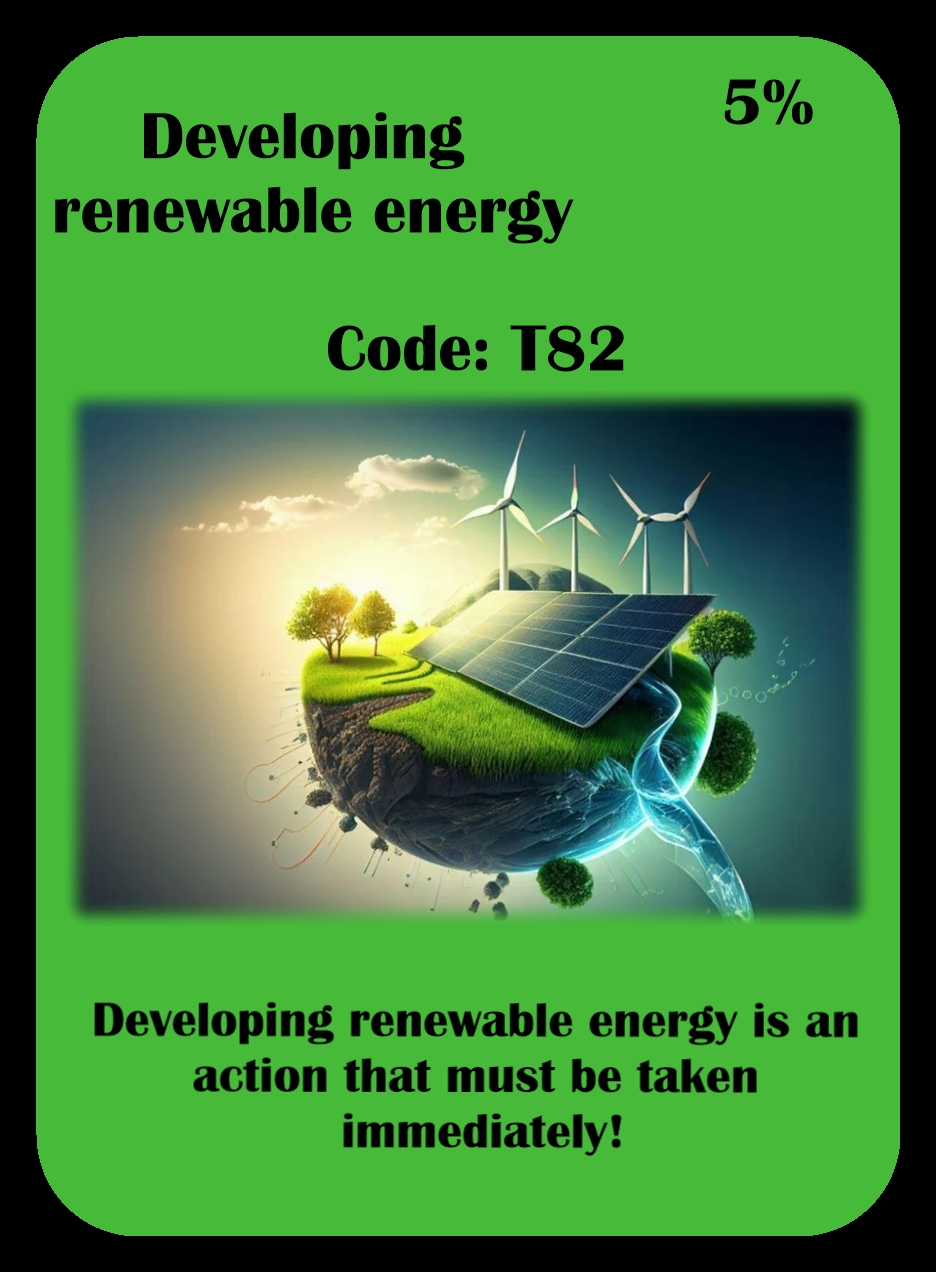 5%
Developing
renewable energy
Code: T82
Developing renewable energy is an
action that must be taken
immediately!